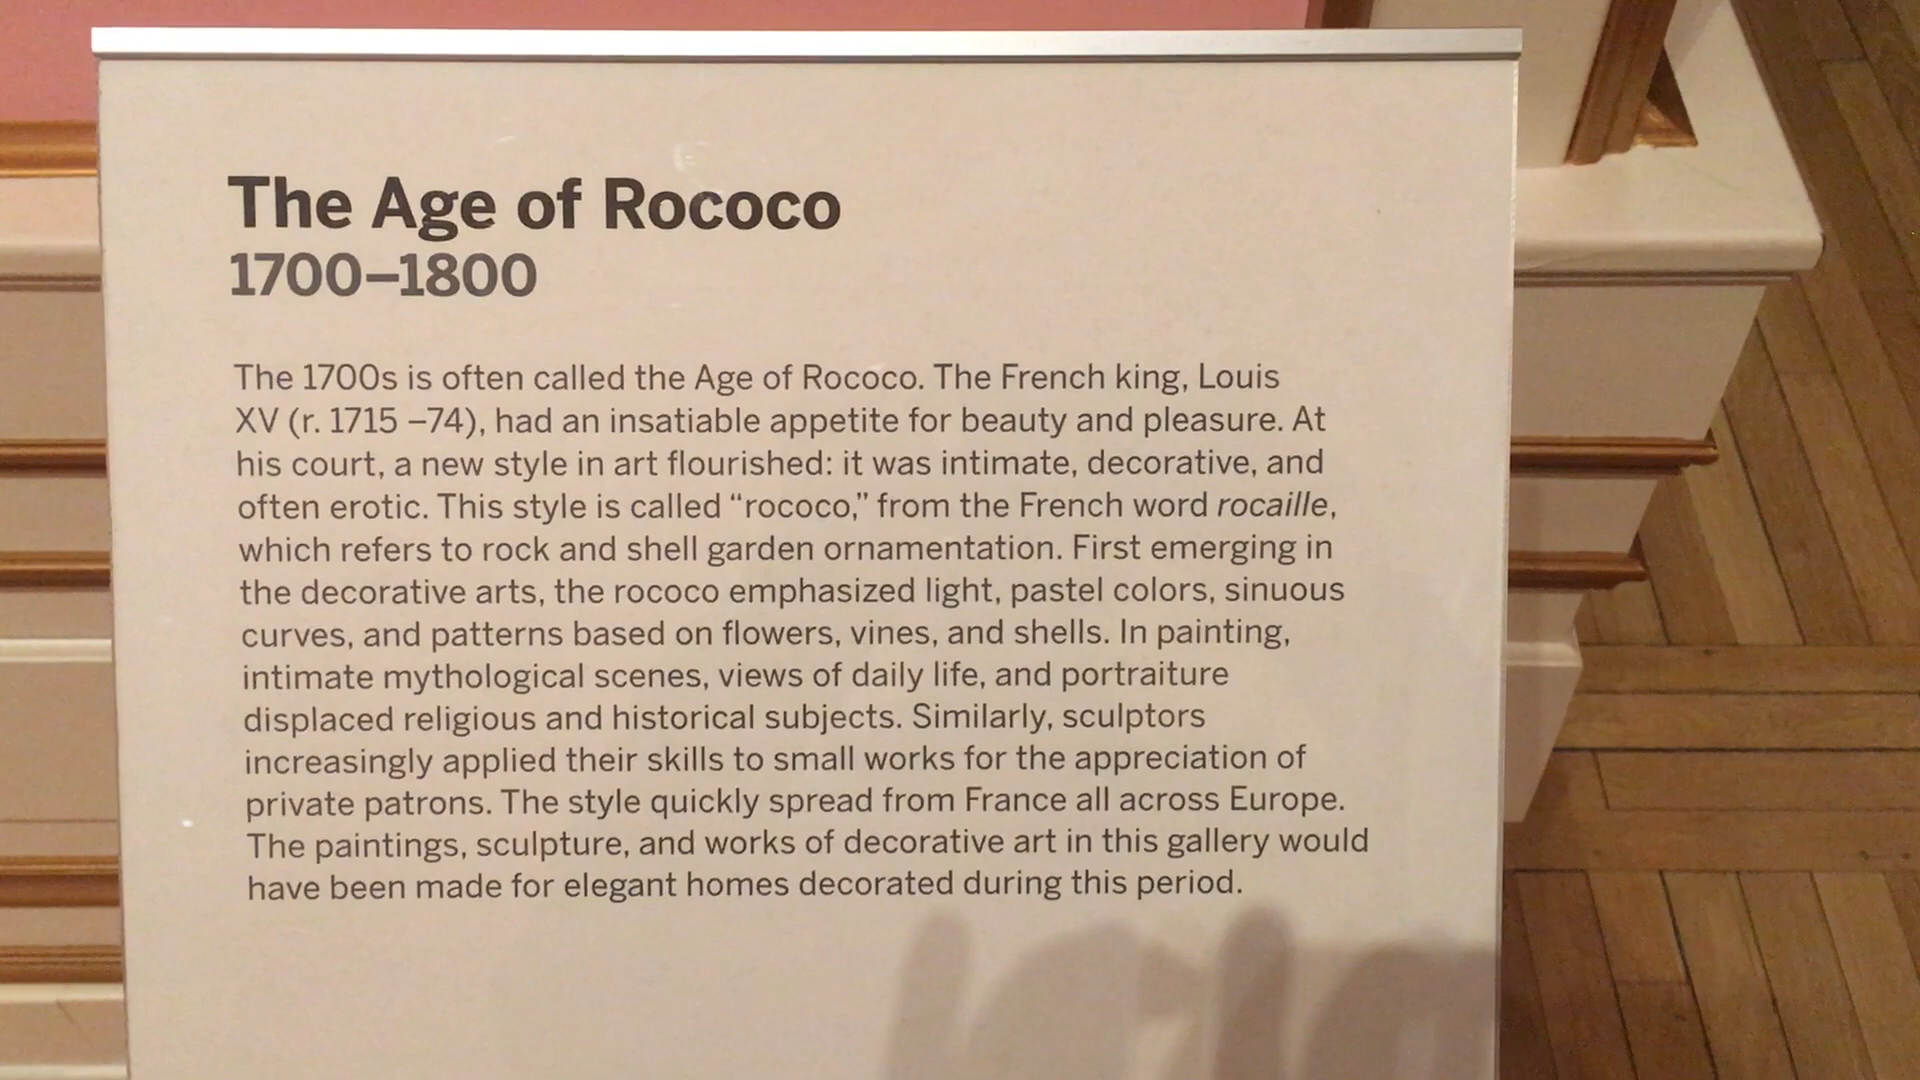 The Age of Rococo
1700–1800
The 1700s is often called the Age of Rococo. The French king, Louis
XV (r. 1715 –74), had an insatiable appetite for beauty and pleasure. At
his court, a new style in art flourished: it was intimate, decorative, and
often erotic. This style is called “rococo,” from the French word rocaille,
which refers to rock and shell garden ornamentation. First emerging in
the decorative arts, the rococo emphasized light, pastel colors, sinuous
curves, and patterns based on flowers, vines, and shells. In painting,
intimate mythological scenes, views of daily life, and portraiture
displaced religious and historical subjects. Similarly, sculptors
increasingly applied their skills to small works for the appreciation of
private patrons. The style quickly spread from France all across Europe.
The paintings, sculpture, and works of decorative art in this gallery would
have been made for elegant homes decorated during this period.